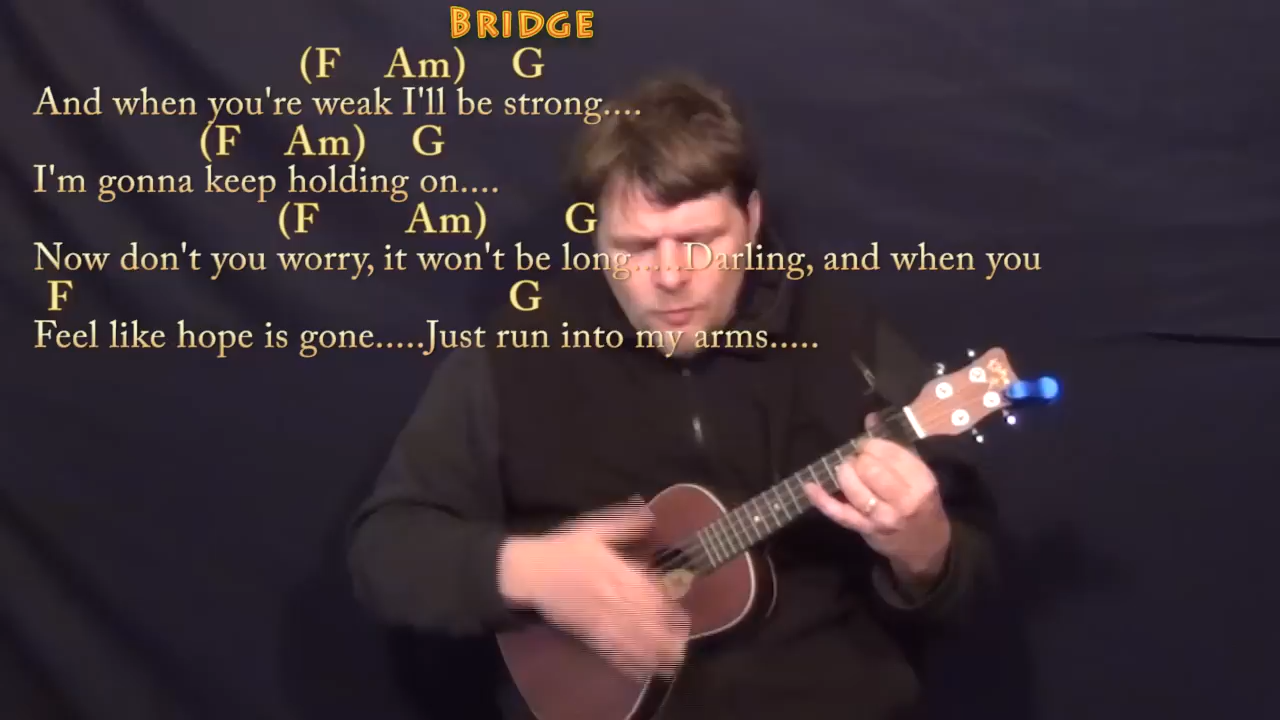 BRIDGE
(F Am) G
And when you're weak I'll be strong....
(F Am) G
I'm gonna keep holding on....
(F Am) G
Now don't you worry, it won't be long.....Darling, and when you
F G
Feel like hope is gone.....Just run into my arms.....